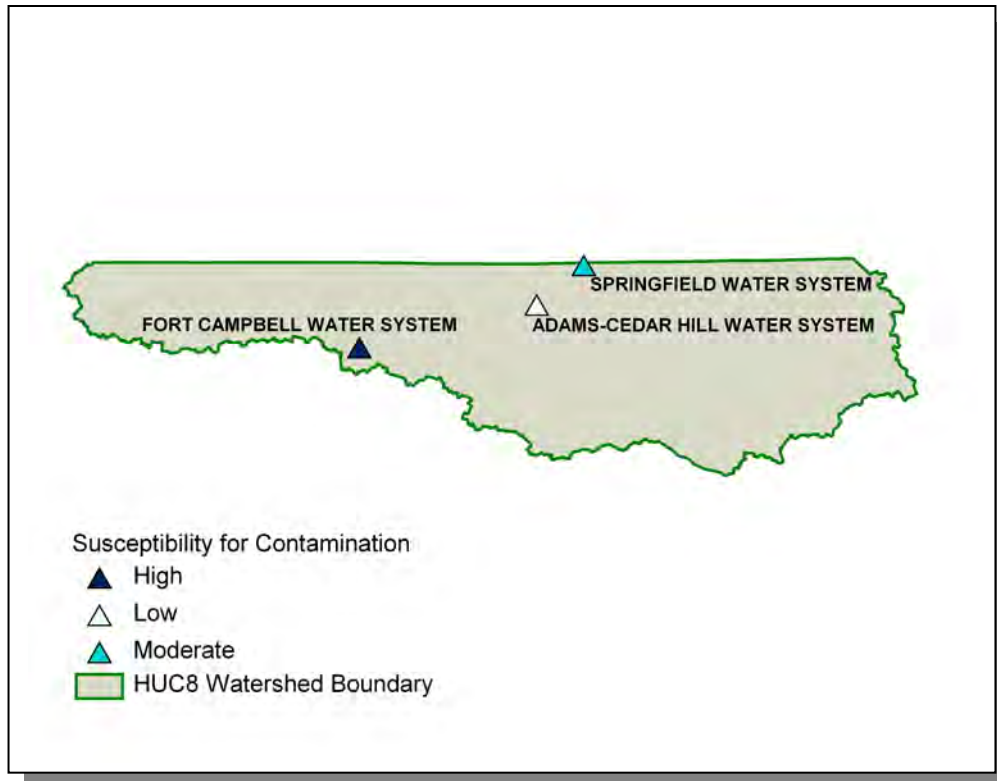 SPRINGFIELD WATER SYSTEM
FORT CAMPBELL WATER SYSTEM
ADAMS-CEDAR HILL WATER SYSTEM
Susceptibility for Contamination
High
Low
Moderate
HUC8 Watershed Boundary